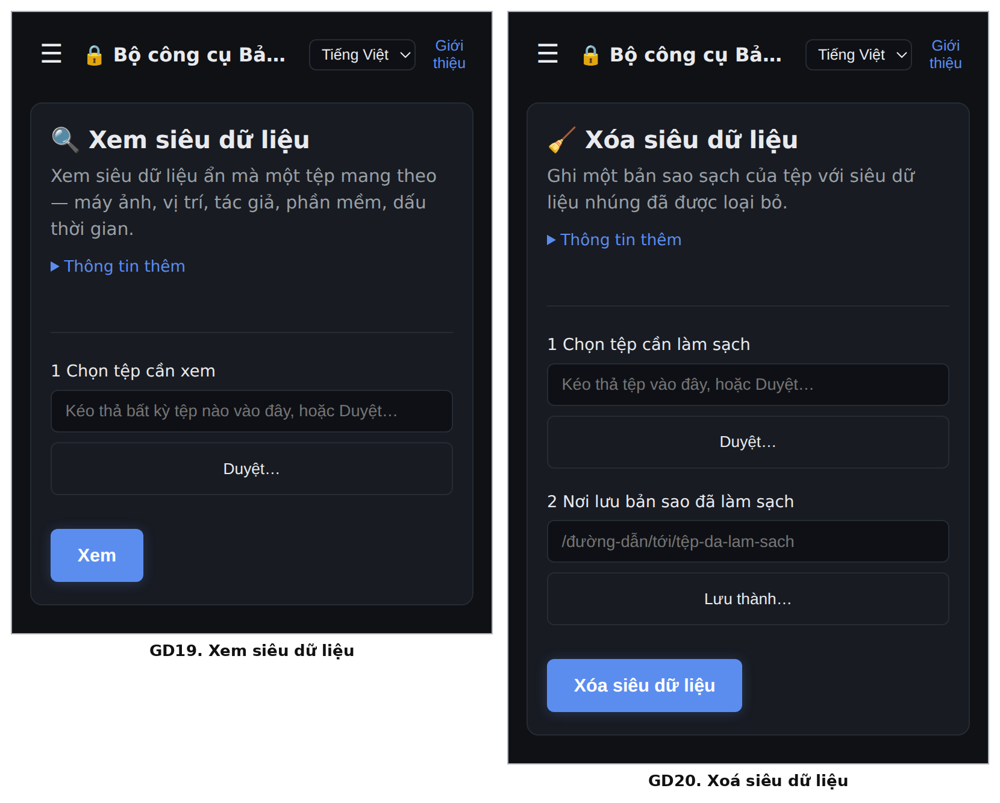 ☰ 🔒 Bộ công cụ Bả… Tiếng Việt Giới thiệu
🔍 Xem siêu dữ liệu
Xem siêu dữ liệu ẩn mà một tệp mang theo
— máy ảnh, vị trí, tác giả, phần mềm, dấu
thời gian.
▶ Thông tin thêm
1 Chọn tệp cần xem
Kéo thả bất kỳ tệp nào vào đây, hoặc Duyệt…
Duyệt…
Xem
GD19. Xem siêu dữ liệu
☰ 🔒 Bộ công cụ Bả… Tiếng Việt Giới thiệu
🧹 Xóa siêu dữ liệu
Ghi một bản sao sạch của tệp với siêu dữ
liệu nhúng đã được loại bỏ.
▶ Thông tin thêm
1 Chọn tệp cần làm sạch
Kéo thả tệp vào đây, hoặc Duyệt…
Duyệt…
2 Nơi lưu bản sao đã làm sạch
/đường-dẫn/tới/tệp-da-lam-sach
Lưu thành…
Xóa siêu dữ liệu
GD20. Xoá siêu dữ liệu